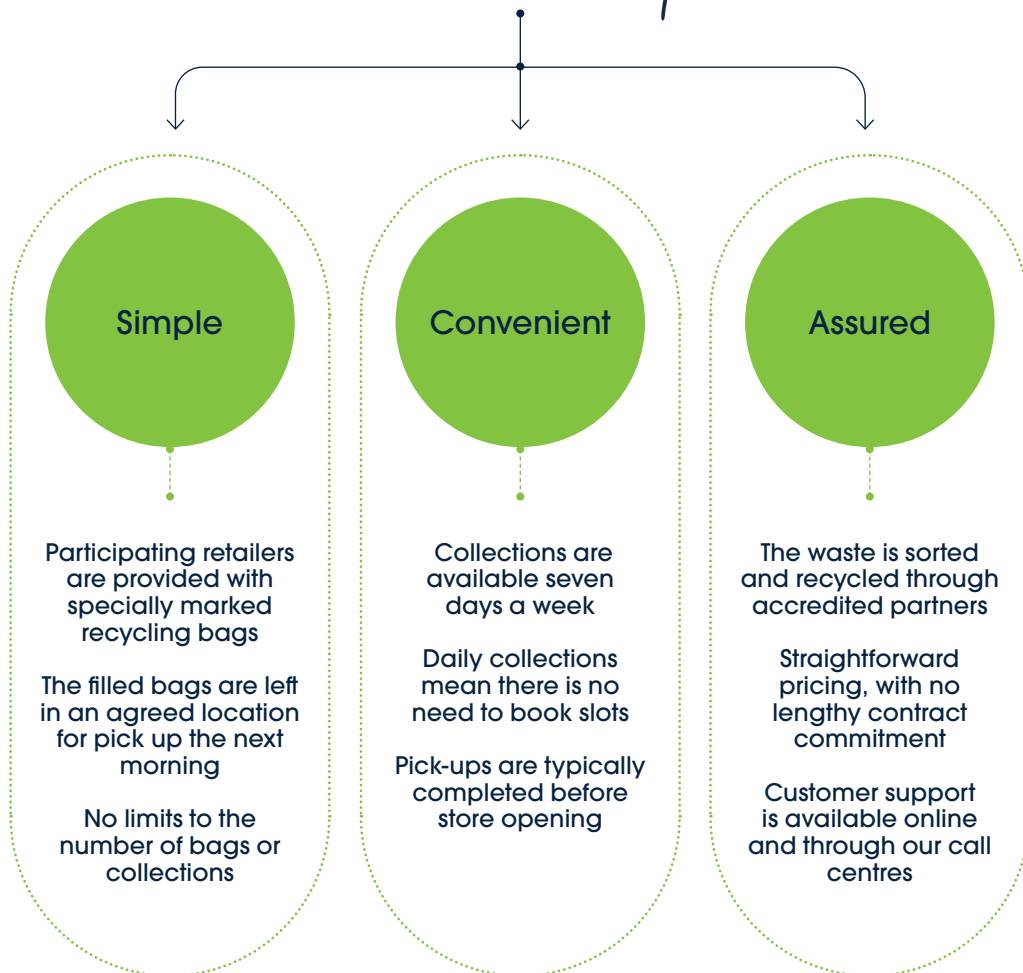 Simple
Participating retailers
are provided with
specially marked
recycling bags
The filled bags are left
in an agreed location
for pick up the next
morning
No limits to the
number of bags or
collections
Convenient
Collections are
available seven
days a week
Daily collections
mean there is no
need to book slots
Pick-ups are typically
completed before
store opening
Assured
The waste is sorted
and recycled through
accredited partners
Straightforward
pricing, with no
lengthy contract
commitment
Customer support
is available online
and through our call
centres